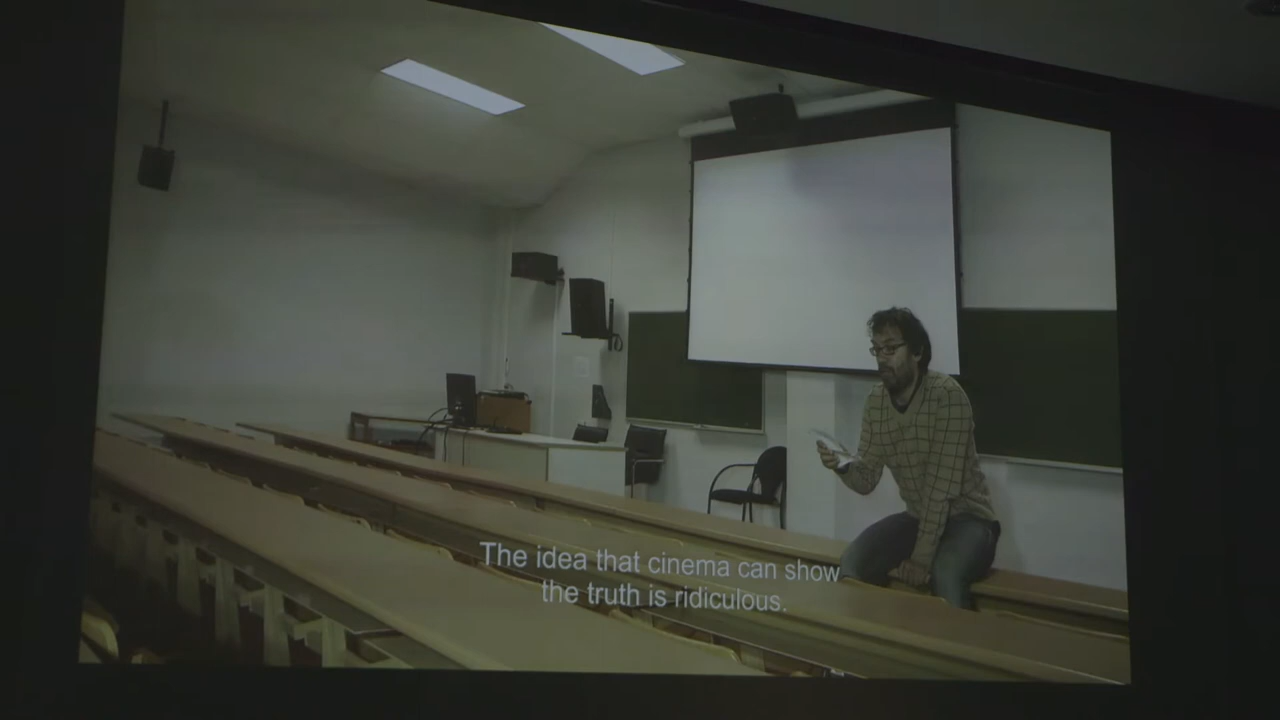 The idea that cinema can show
the truth is ridiculous.